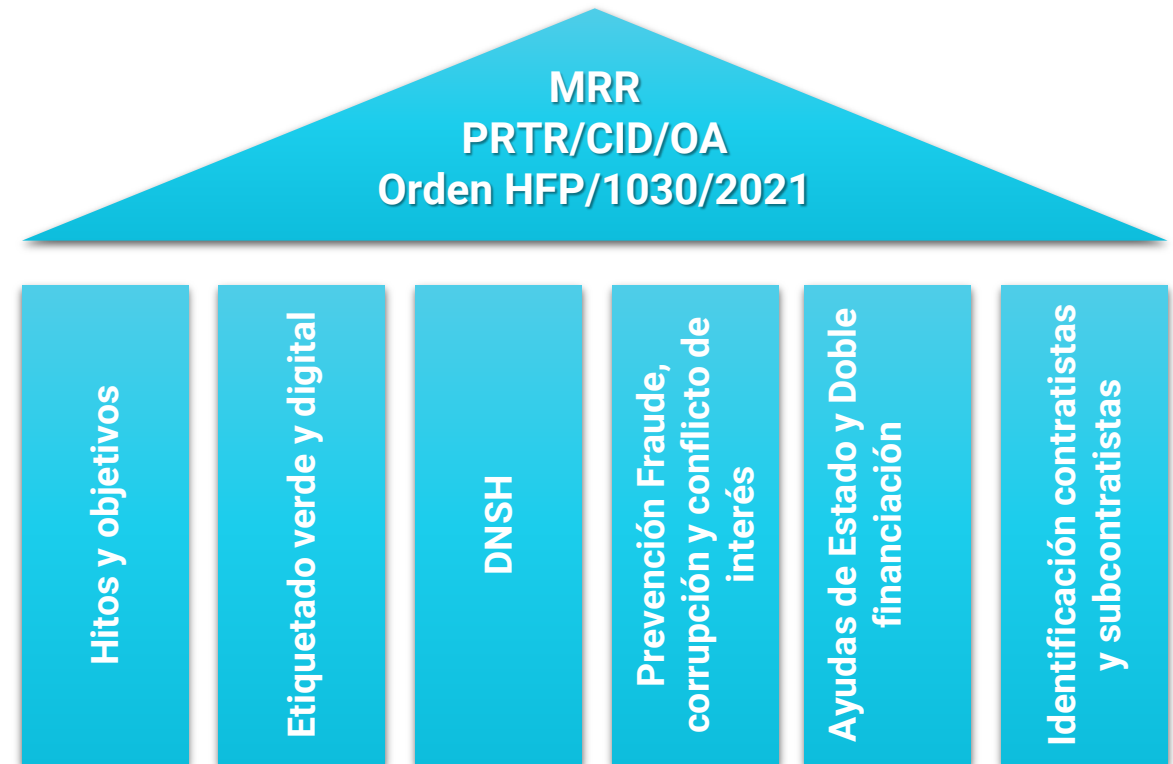 MRR
PRTR/CID/OA
Orden HFP/1030/2021
Hitos y objetivos
Etiquetado verde y digital
DNSH
Prevención Fraude,
corrupción y conflicto de
interés
Ayudas de Estado y Doble
financiación
Identificación contratistas
y subcontratistas